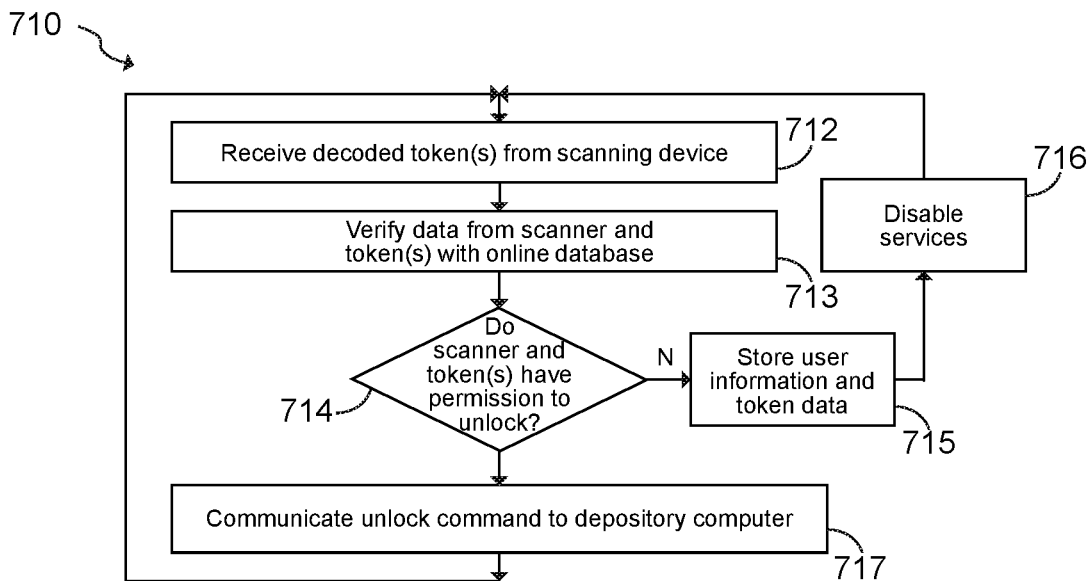 710
Receive decoded token(s) from scanning device
712
Verify data from scanner and
token(s) with online database
713
Disable
services
716
Do
scanner and
token(s) have
permission to
unlock?
714
N
Store user
information and
token data
715
Communicate unlock command to depository computer
717